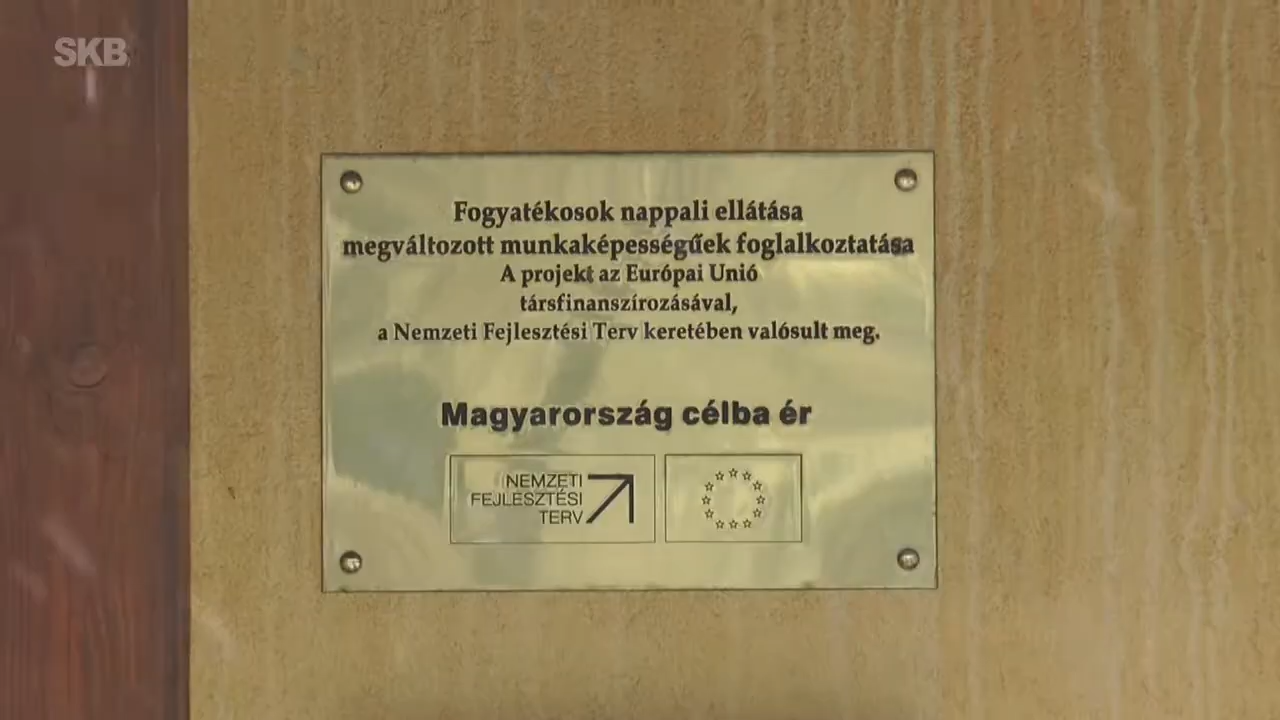 SKB
Fogyatékosok nappali ellátása
megváltozott munkaképességűek foglalkoztatása
A projekt az Európai Unió
társfinanszírozásával,
a Nemzeti Fejlesztési Terv keretében valósult meg.
Magyarország célba ér
NEMZETI
FEJLESZTÉSI
TERV